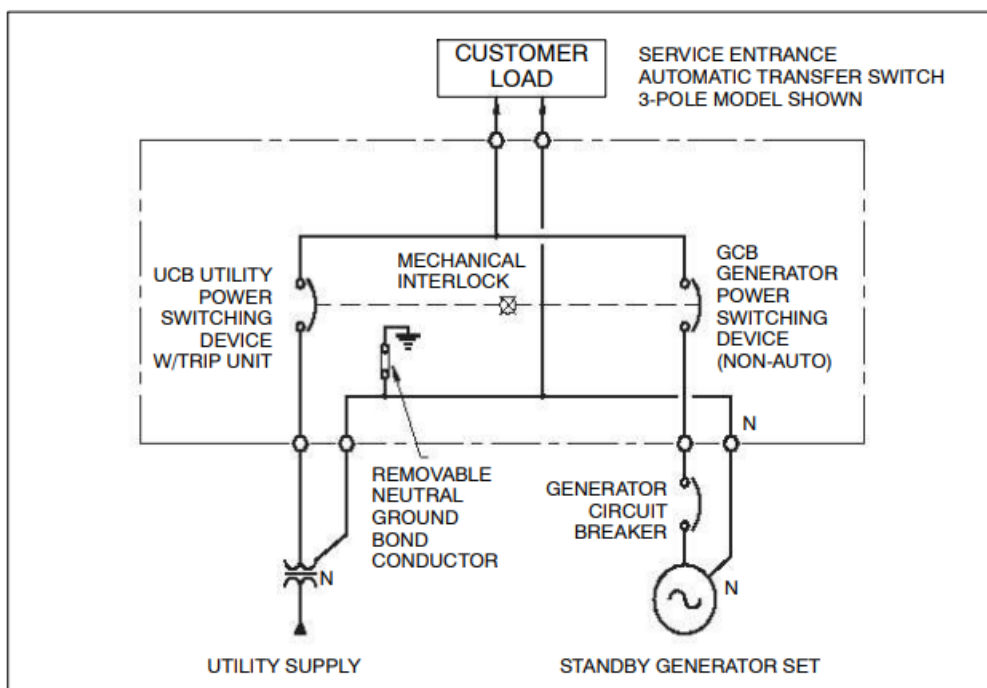 CUSTOMER
LOAD
SERVICE ENTRANCE
AUTOMATIC TRANSFER SWITCH
3-POLE MODEL SHOWN
UCB UTILITY
POWER
SWITCHING
DEVICE
W/TRIP UNIT
MECHANICAL
INTERLOCK
GCB
GENERATOR
POWER
SWITCHING
DEVICE
(NON-AUTO)
N
REMOVABLE
NEUTRAL
GROUND
BOND
CONDUCTOR
GENERATOR
CIRCUIT
BREAKER
N
N
UTILITY SUPPLY
STANDBY GENERATOR SET